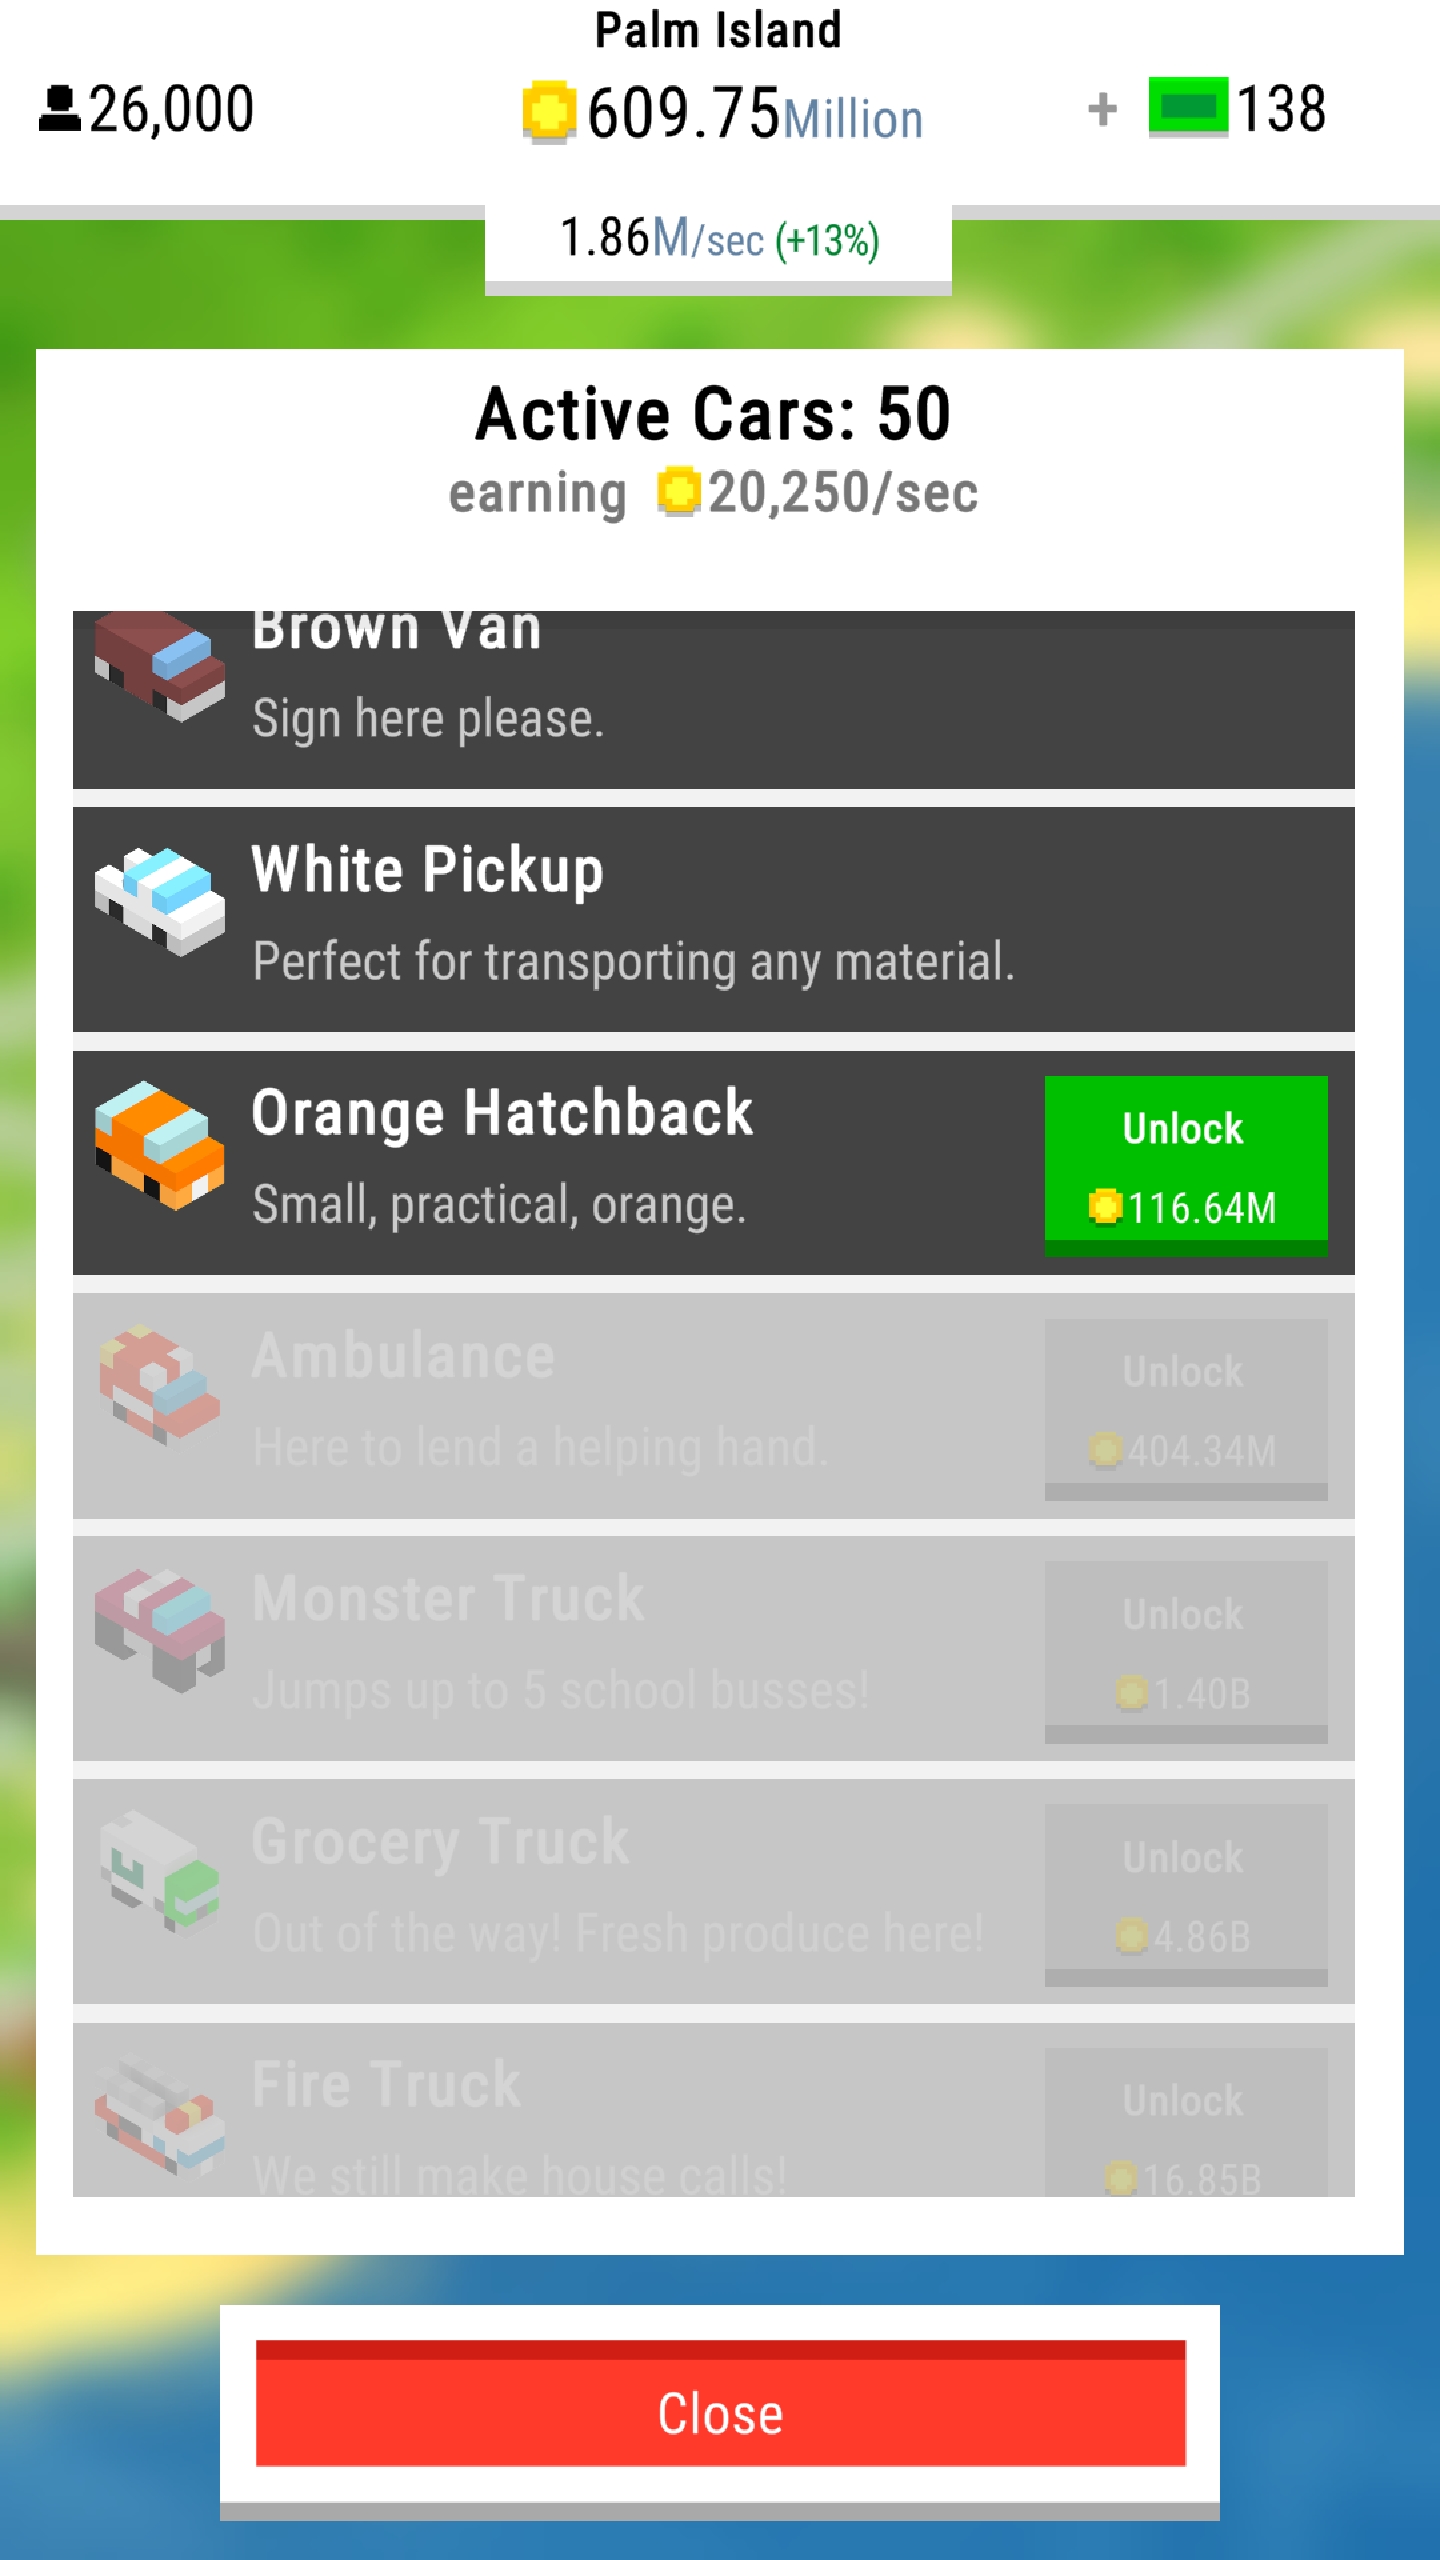 Palm Island
26,000
609.75Million
+ 138
1.86M/sec (+13%)
Active Cars: 50
earning 20,250/sec
Brown Van
Sign here please.
White Pickup
Perfect for transporting any material.
Orange Hatchback
Small, practical, orange.
Unlock
116.64M
Ambulance
Here to lend a helping hand.
Unlock
404.34M
Monster Truck
Jumps up to 5 school busses!
Unlock
1.40B
Grocery Truck
Out of the way! Fresh produce here!
Unlock
4.86B
Fire Truck
We still make house calls!
Unlock
16.85B
Close